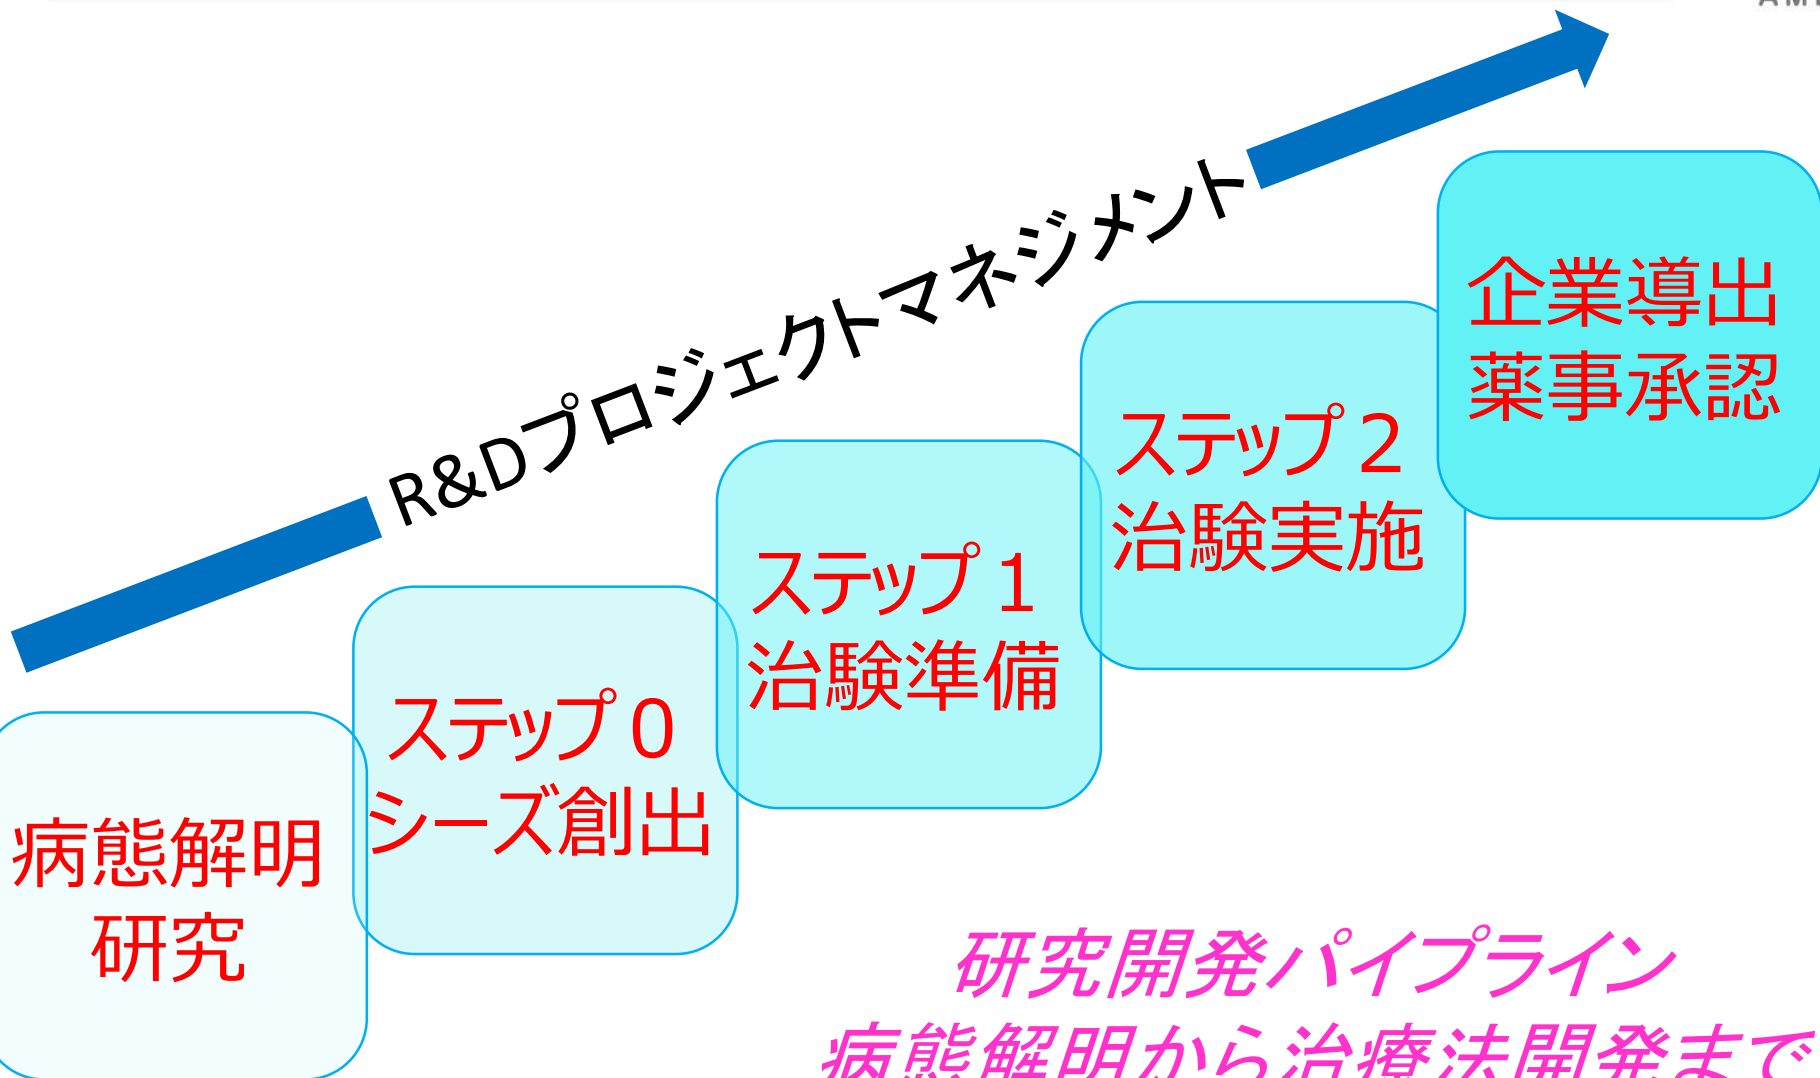 R&Dプロジェクトマネジメント
企業導出
薬事承認
ステップ２
治験実施
ステップ１
治験準備
ステップ０
シーズ創出
病態解明
研究
研究開発パイプライン
病態解明から治療法開発まで